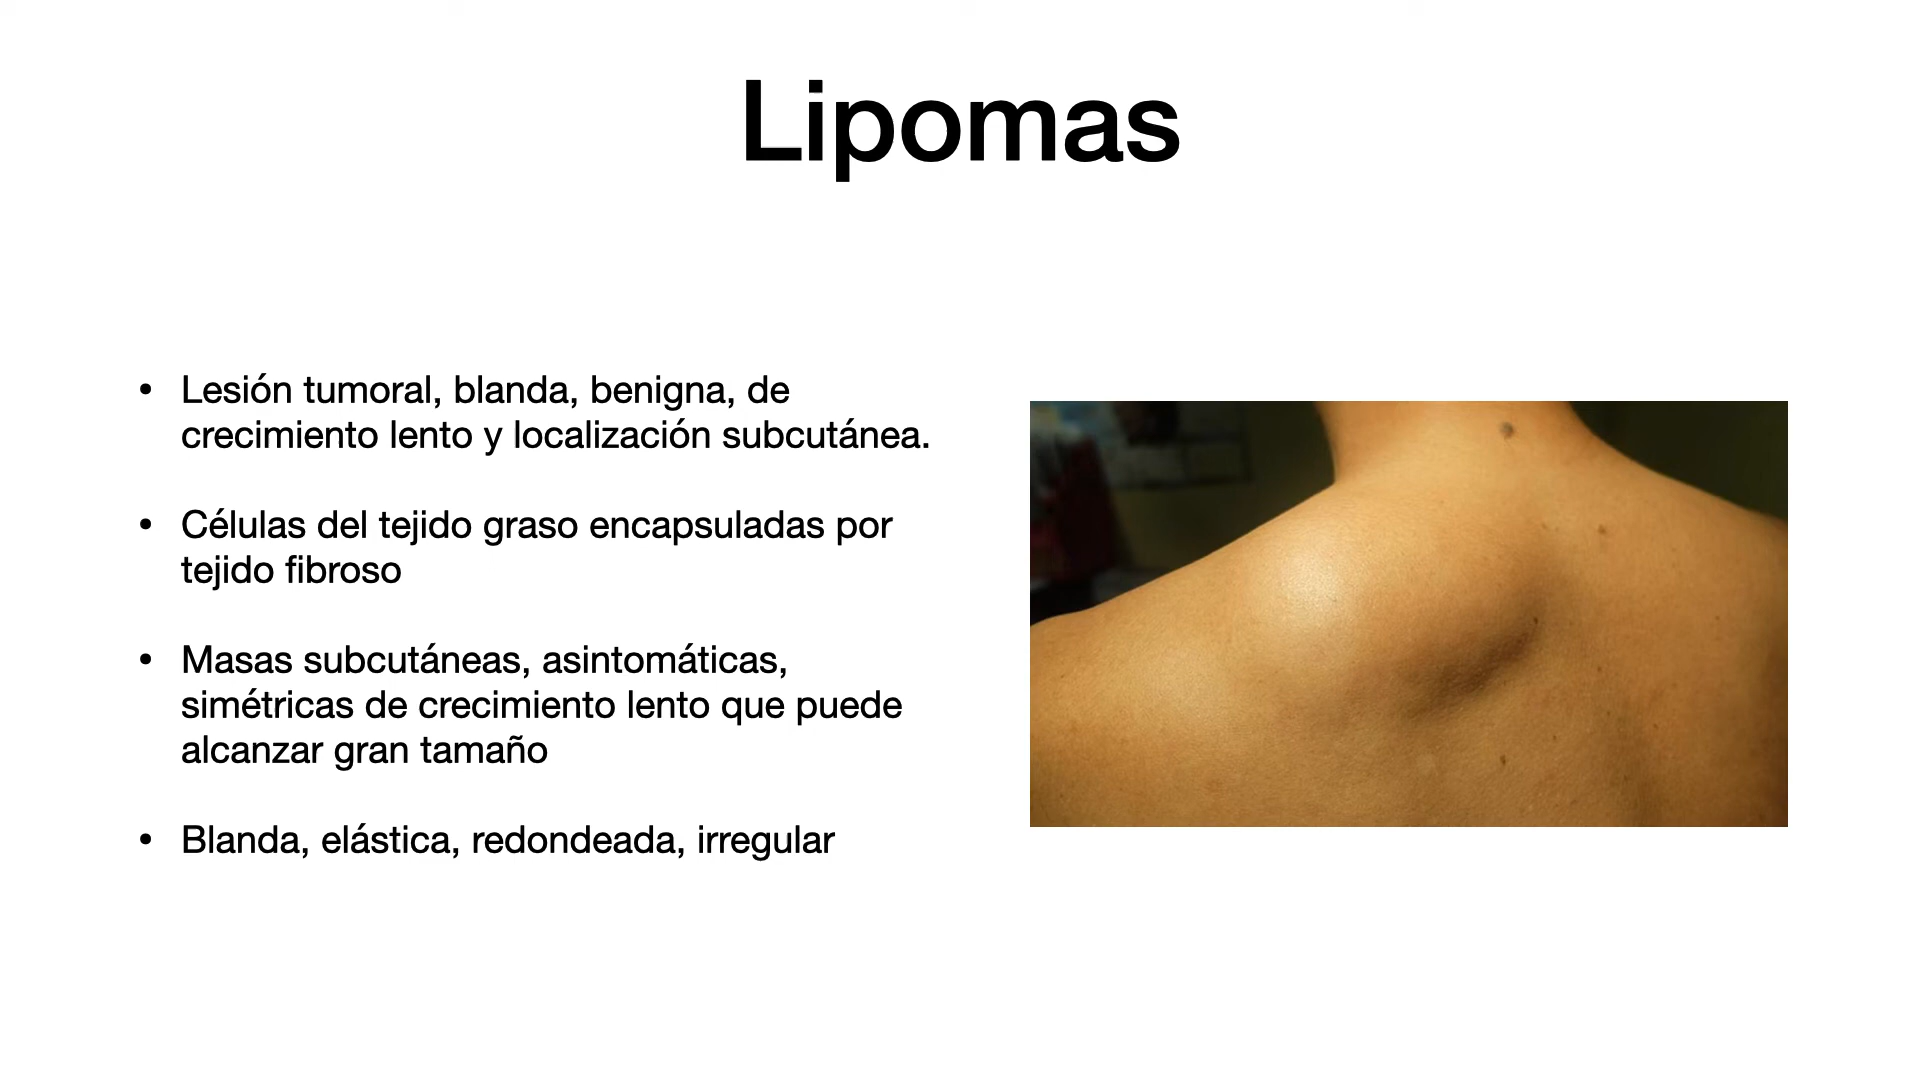 Lipomas
• Lesión tumoral, blanda, benigna, de
crecimiento lento y localización subcutánea.
• Células del tejido graso encapsuladas por
tejido fibroso
• Masas subcutáneas, asintomáticas,
simétricas de crecimiento lento que puede
alcanzar gran tamaño
• Blanda, elástica, redondeada, irregular